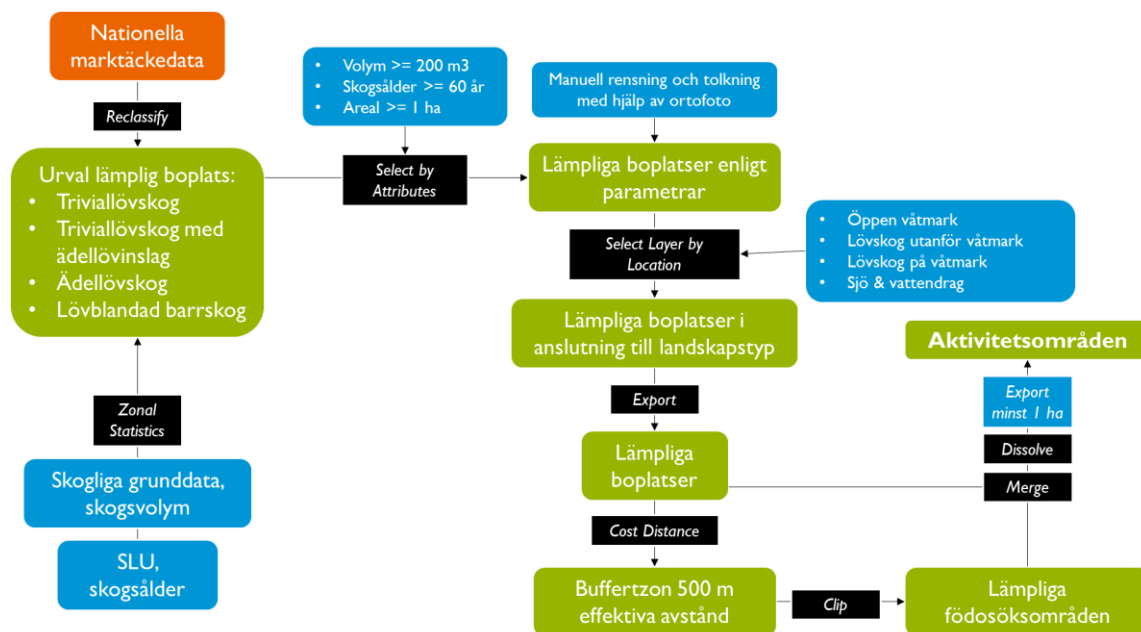 Nationella
marktäckedata
Reclassify
Urval lämplig boplats:
• Triviallövskog
• Triviallövskog med
ädellövinslag
• Ädellövskog
• Lövblandad barrskog
Zonal
Statistics
Skogliga grunddata,
skogsvolym
SLU,
skogsålder
• Volym >= 200 m3
• Skogsålder >= 60 år
• Areal >= 1 ha
Select by
Attributes
Manuell rensning och tolkning
med hjälp av ortofoto
Lämpliga boplatser enligt
parametrar
Select Layer by
Location
• Öppen våtmark
• Lövskog utanför våtmark
• Lövskog på våtmark
• Sjö & vattendrag
Lämpliga boplatser i
anslutning till landskapstyp
Export
Lämpliga
boplatser
Cost Distance
Buffertzon 500 m
effektiva avstånd
Clip
Lämpliga
födosöksområden
Merge
Dissolve
Export
minst 1 ha
Aktivitetsområden